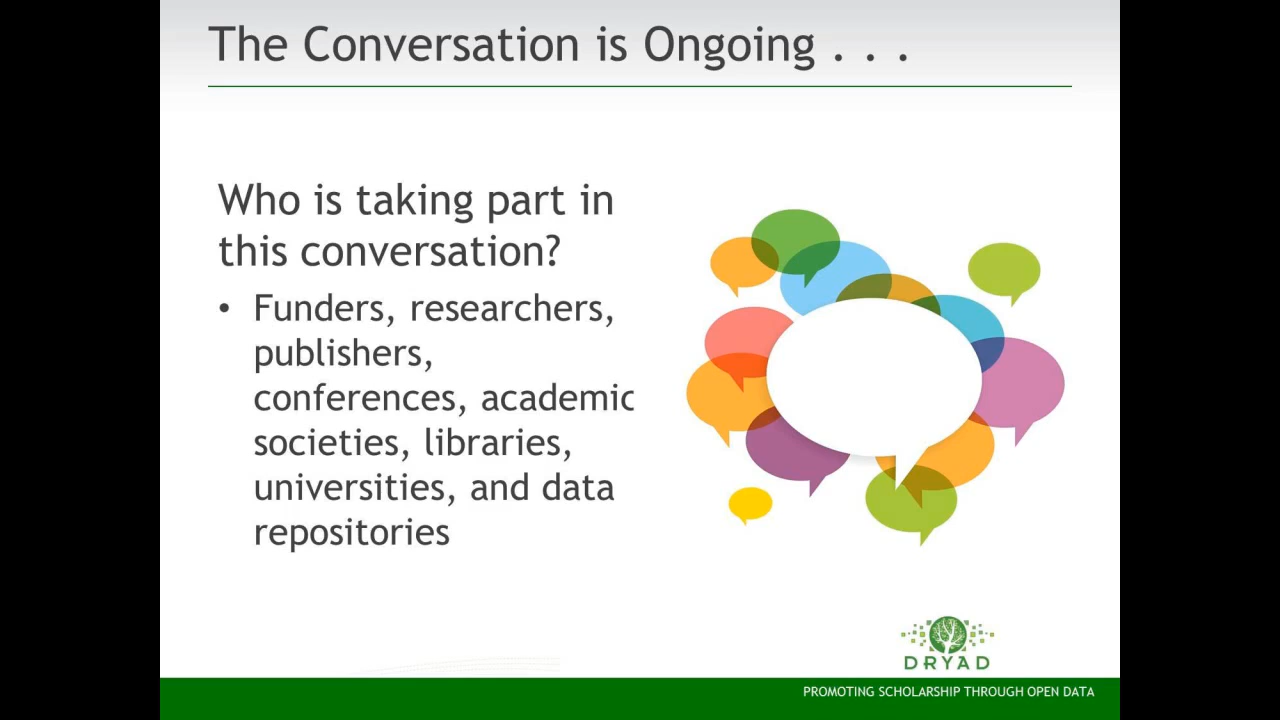 The Conversation is Ongoing . . .
Who is taking part in
this conversation?
• Funders, researchers,
publishers,
conferences, academic
societies, libraries,
universities, and data
repositories
DRYAD
PROMOTING SCHOLARSHIP THROUGH OPEN DATA